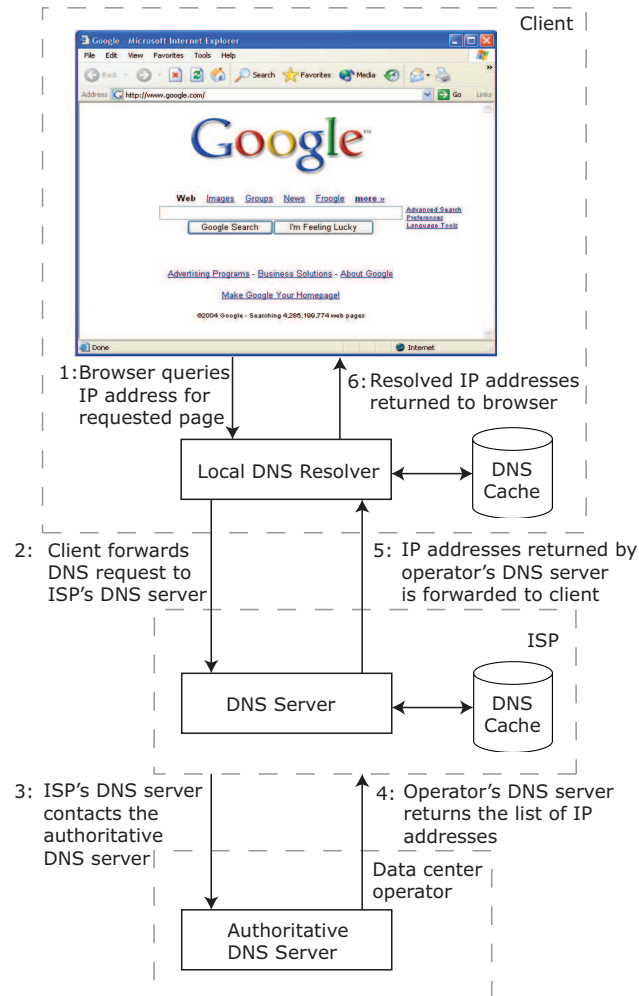 Client
Google - Microsoft Internet Explorer
File Edit View Favorites Tools Help
Back Search Favorites Media
Address http://www.google.com/ Go Links
Google™
Web Images Groups News Froogle more »
Advanced Search
Preferences
Language Tools
Google Search I'm Feeling Lucky
Advertising Programs - Business Solutions - About Google
Make Google Your Homepage!
©2004 Google - Searching 4,285,199,774 web pages
Done Internet
1: Browser queries
IP address for
requested page
6: Resolved IP addresses
returned to browser
Local DNS Resolver
DNS
Cache
2: Client forwards
DNS request to
ISP's DNS server
5: IP addresses returned by
operator's DNS server
is forwarded to client
ISP
DNS Server
DNS
Cache
3: ISP's DNS server
contacts the
authoritative
DNS server
4: Operator's DNS server
returns the list of IP
addresses
Data center
operator
Authoritative
DNS Server